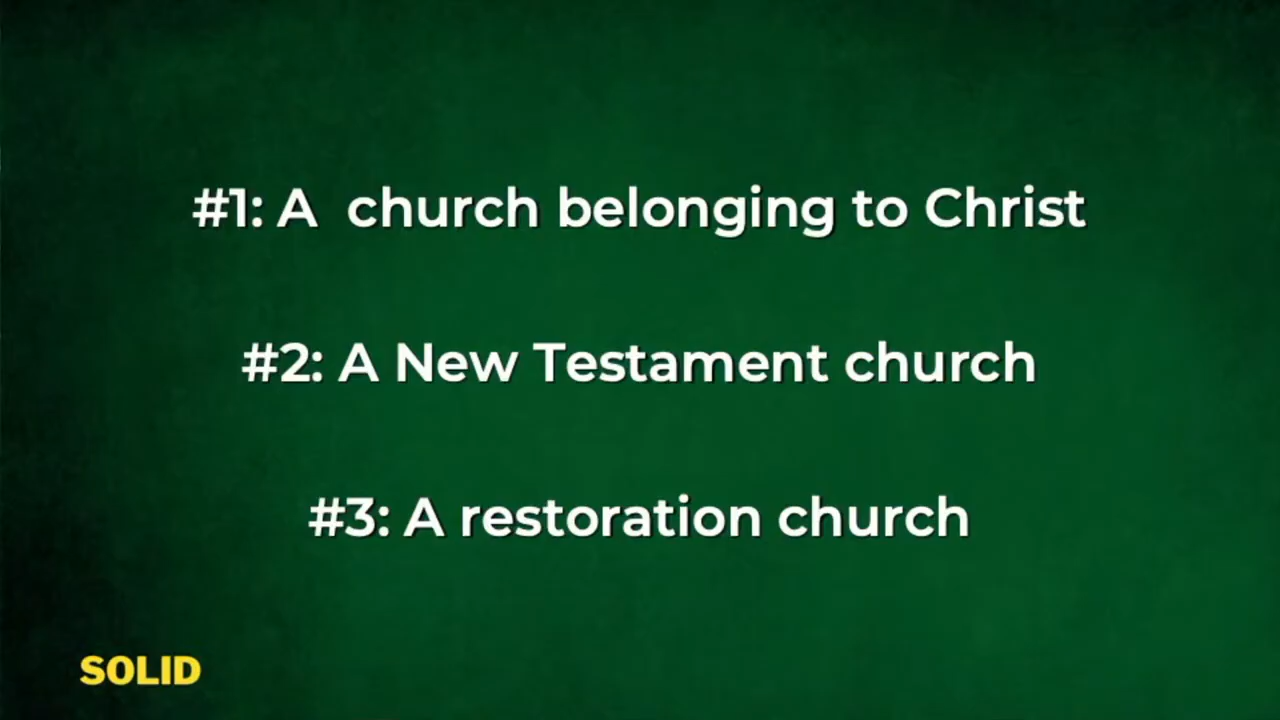 #1: A  church belonging to Christ
#2: A New Testament church
#3: A restoration church
SOLID